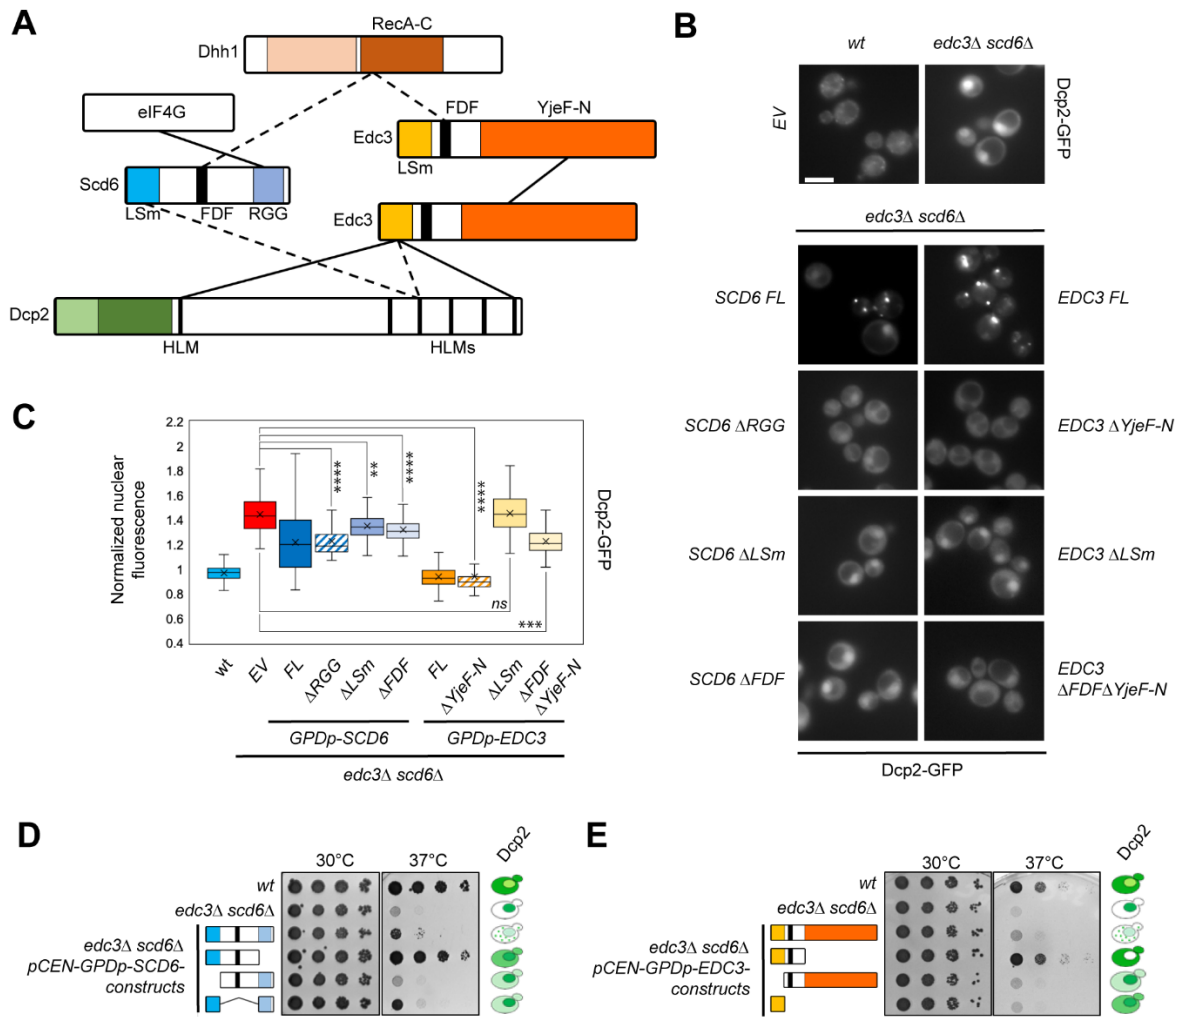 A
RecA-C
Dhh1
eIF4G
FDF
YjeF-N
Edc3
LSm
Scd6
LSm
FDF
RGG
Edc3
Dcp2
HLM
HLMs
B
wt
edc3Δ scd6Δ
EV
Dcp2-GFP
edc3Δ scd6Δ
SCD6 FL
EDC3 FL
SCD6 ΔRGG
EDC3 ΔYjeF-N
SCD6 ΔLSm
EDC3 ΔLSm
SCD6 ΔFDF
EDC3
ΔFDFΔYjeF-N
Dcp2-GFP
C
Normalized nuclear
fluorescence
2.2
2
1.8
1.6
1.4
1.2
1
0.8
0.6
0.4
****
**
****
****
ns
***
Dcp2-GFP
wt
EV
FL
ΔRGG
ΔLSm
ΔFDF
FL
ΔYjeF-N
ΔLSm
ΔFDF
ΔYjeF-N
GPDp-SCD6
GPDp-EDC3
edc3Δ scd6Δ
D
30°C
37°C
Dcp2
wt
edc3Δ scd6Δ
edc3Δ scd6Δ
pCEN-GPDp-SCD6-
constructs
E
30°C
37°C
Dcp2
wt
edc3Δ scd6Δ
edc3Δ scd6Δ
pCEN-GPDp-EDC3-
constructs